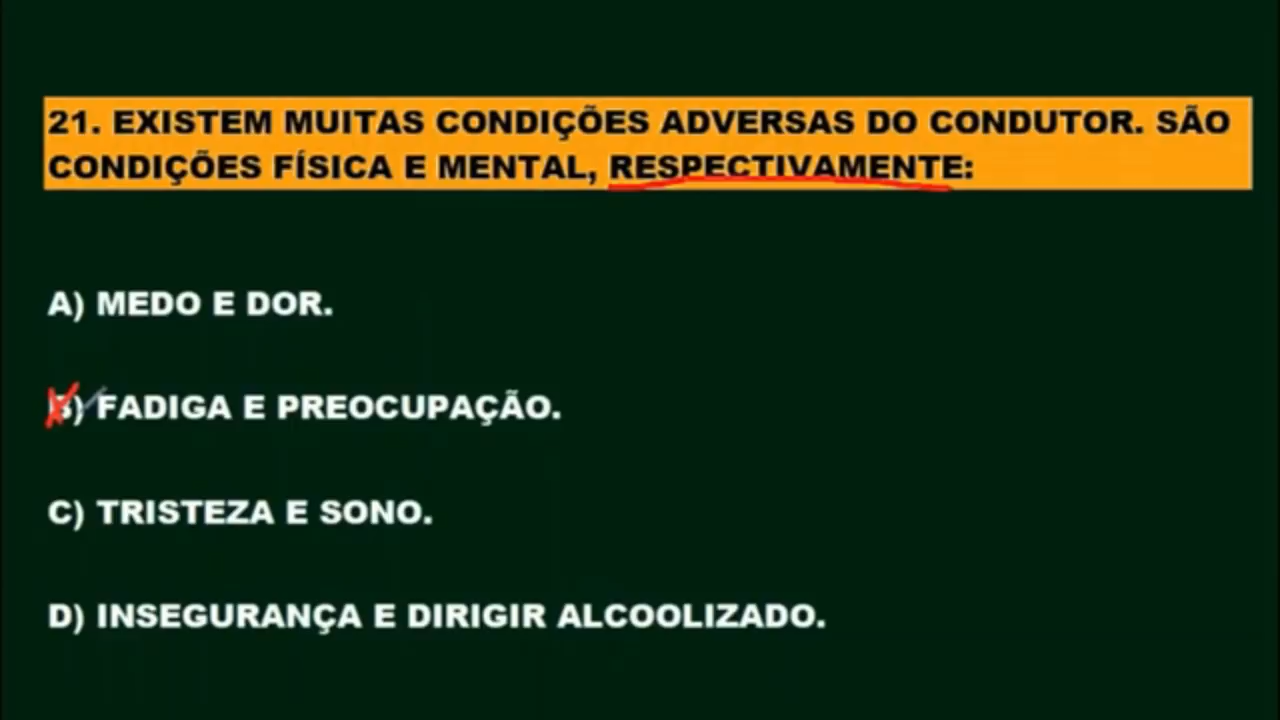 21. EXISTEM MUITAS CONDIÇÕES ADVERSAS DO CONDUTOR. SÃO
CONDIÇÕES FÍSICA E MENTAL, RESPECTIVAMENTE:
A) MEDO E DOR.
B) FADIGA E PREOCUPAÇÃO.
C) TRISTEZA E SONO.
D) INSEGURANÇA E DIRIGIR ALCOOLIZADO.